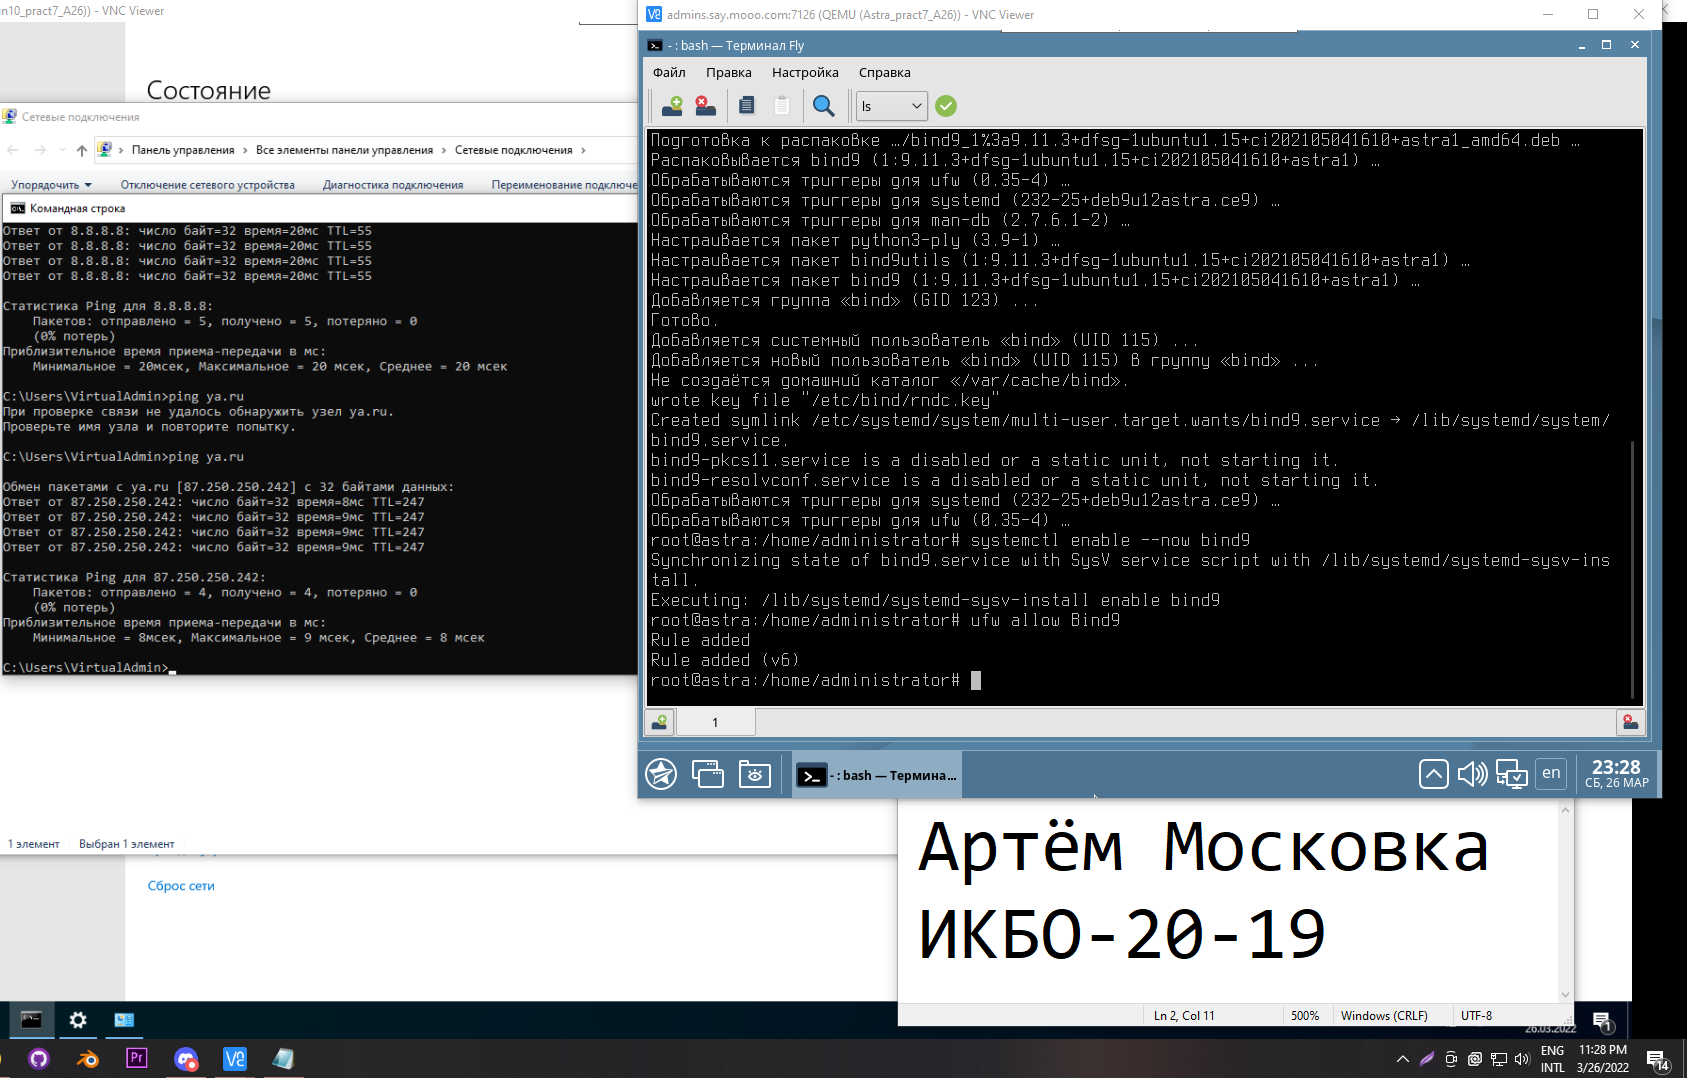 in10_pract7_A26)) - VNC Viewer
Состояние
Сетевые подключения
Панель управления
Все элементы панели управления
Сетевые подключения
Упорядочить
Отключение сетевого устройства
Диагностика подключения
Переименование подключе
Командная строка
Ответ от 8.8.8.8: число байт=32 время=20мс TTL=55
Ответ от 8.8.8.8: число байт=32 время=20мс TTL=55
Ответ от 8.8.8.8: число байт=32 время=20мс TTL=55
Ответ от 8.8.8.8: число байт=32 время=20мс TTL=55
Статистика Ping для 8.8.8.8:
Пакетов: отправлено = 5, получено = 5, потеряно = 0
(0% потерь)
Приблизительное время приема-передачи в мс:
Минимальное = 20мсек, Максимальное = 20 мсек, Среднее = 20 мсек
C:\Users\VirtualAdmin>ping ya.ru
При проверке связи не удалось обнаружить узел ya.ru.
Проверьте имя узла и повторите попытку.
C:\Users\VirtualAdmin>ping ya.ru
Обмен пакетами с ya.ru [87.250.250.242] с 32 байтами данных:
Ответ от 87.250.250.242: число байт=32 время=8мс TTL=247
Ответ от 87.250.250.242: число байт=32 время=9мс TTL=247
Ответ от 87.250.250.242: число байт=32 время=9мс TTL=247
Ответ от 87.250.250.242: число байт=32 время=9мс TTL=247
Статистика Ping для 87.250.250.242:
Пакетов: отправлено = 4, получено = 4, потеряно = 0
(0% потерь)
Приблизительное время приема-передачи в мс:
Минимальное = 8мсек, Максимальное = 9 мсек, Среднее = 8 мсек
C:\Users\VirtualAdmin>
1 элемент
Выбран 1 элемент
Сброс сети
admins.say.mooo.com:7126 (QEMU (Astra_pract7_A26)) - VNC Viewer
- : bash — Терминал Fly
Файл Правка Настройка Справка
ls
Подготовка к распаковке …/bind9_1%3a9.11.3+dfsg-1ubuntu1.15+ci202105041610+astra1_amd64.deb …
Распаковывается bind9 (1:9.11.3+dfsg-1ubuntu1.15+ci202105041610+astra1) …
Обрабатываются триггеры для ufw (0.35-4) …
Обрабатываются триггеры для systemd (232-25+deb9u12astra.ce9) …
Обрабатываются триггеры для man-db (2.7.6.1-2) …
Настраивается пакет python3-ply (3.9-1) …
Настраивается пакет bind9utils (1:9.11.3+dfsg-1ubuntu1.15+ci202105041610+astra1) …
Настраивается пакет bind9 (1:9.11.3+dfsg-1ubuntu1.15+ci202105041610+astra1) …
Добавляется группа «bind» (GID 123) ...
Готово.
Добавляется системный пользователь «bind» (UID 115) ...
Добавляется новый пользователь «bind» (UID 115) в группу «bind» ...
Не создаётся домашний каталог «/var/cache/bind».
wrote key file "/etc/bind/rndc.key"
Created symlink /etc/systemd/system/multi-user.target.wants/bind9.service → /lib/systemd/system/
bind9.service.
bind9-pkcs11.service is a disabled or a static unit, not starting it.
bind9-resolvconf.service is a disabled or a static unit, not starting it.
Обрабатываются триггеры для systemd (232-25+deb9u12astra.ce9) …
Обрабатываются триггеры для ufw (0.35-4) …
root@astra:/home/administrator# systemctl enable --now bind9
Synchronizing state of bind9.service with SysV service script with /lib/systemd/systemd-sysv-ins
tall.
Executing: /lib/systemd/systemd-sysv-install enable bind9
root@astra:/home/administrator# ufw allow Bind9
Rule added
Rule added (v6)
root@astra:/home/administrator#
1
- : bash — Термина...
en
23:28
СБ, 26 МАР
Артём Московка
ИКБО-20-19
Ln 2, Col 11
500%
Windows (CRLF)
UTF-8
26.03.2022
1
Pr
ENG
INTL
11:28 PM
3/26/2022
14